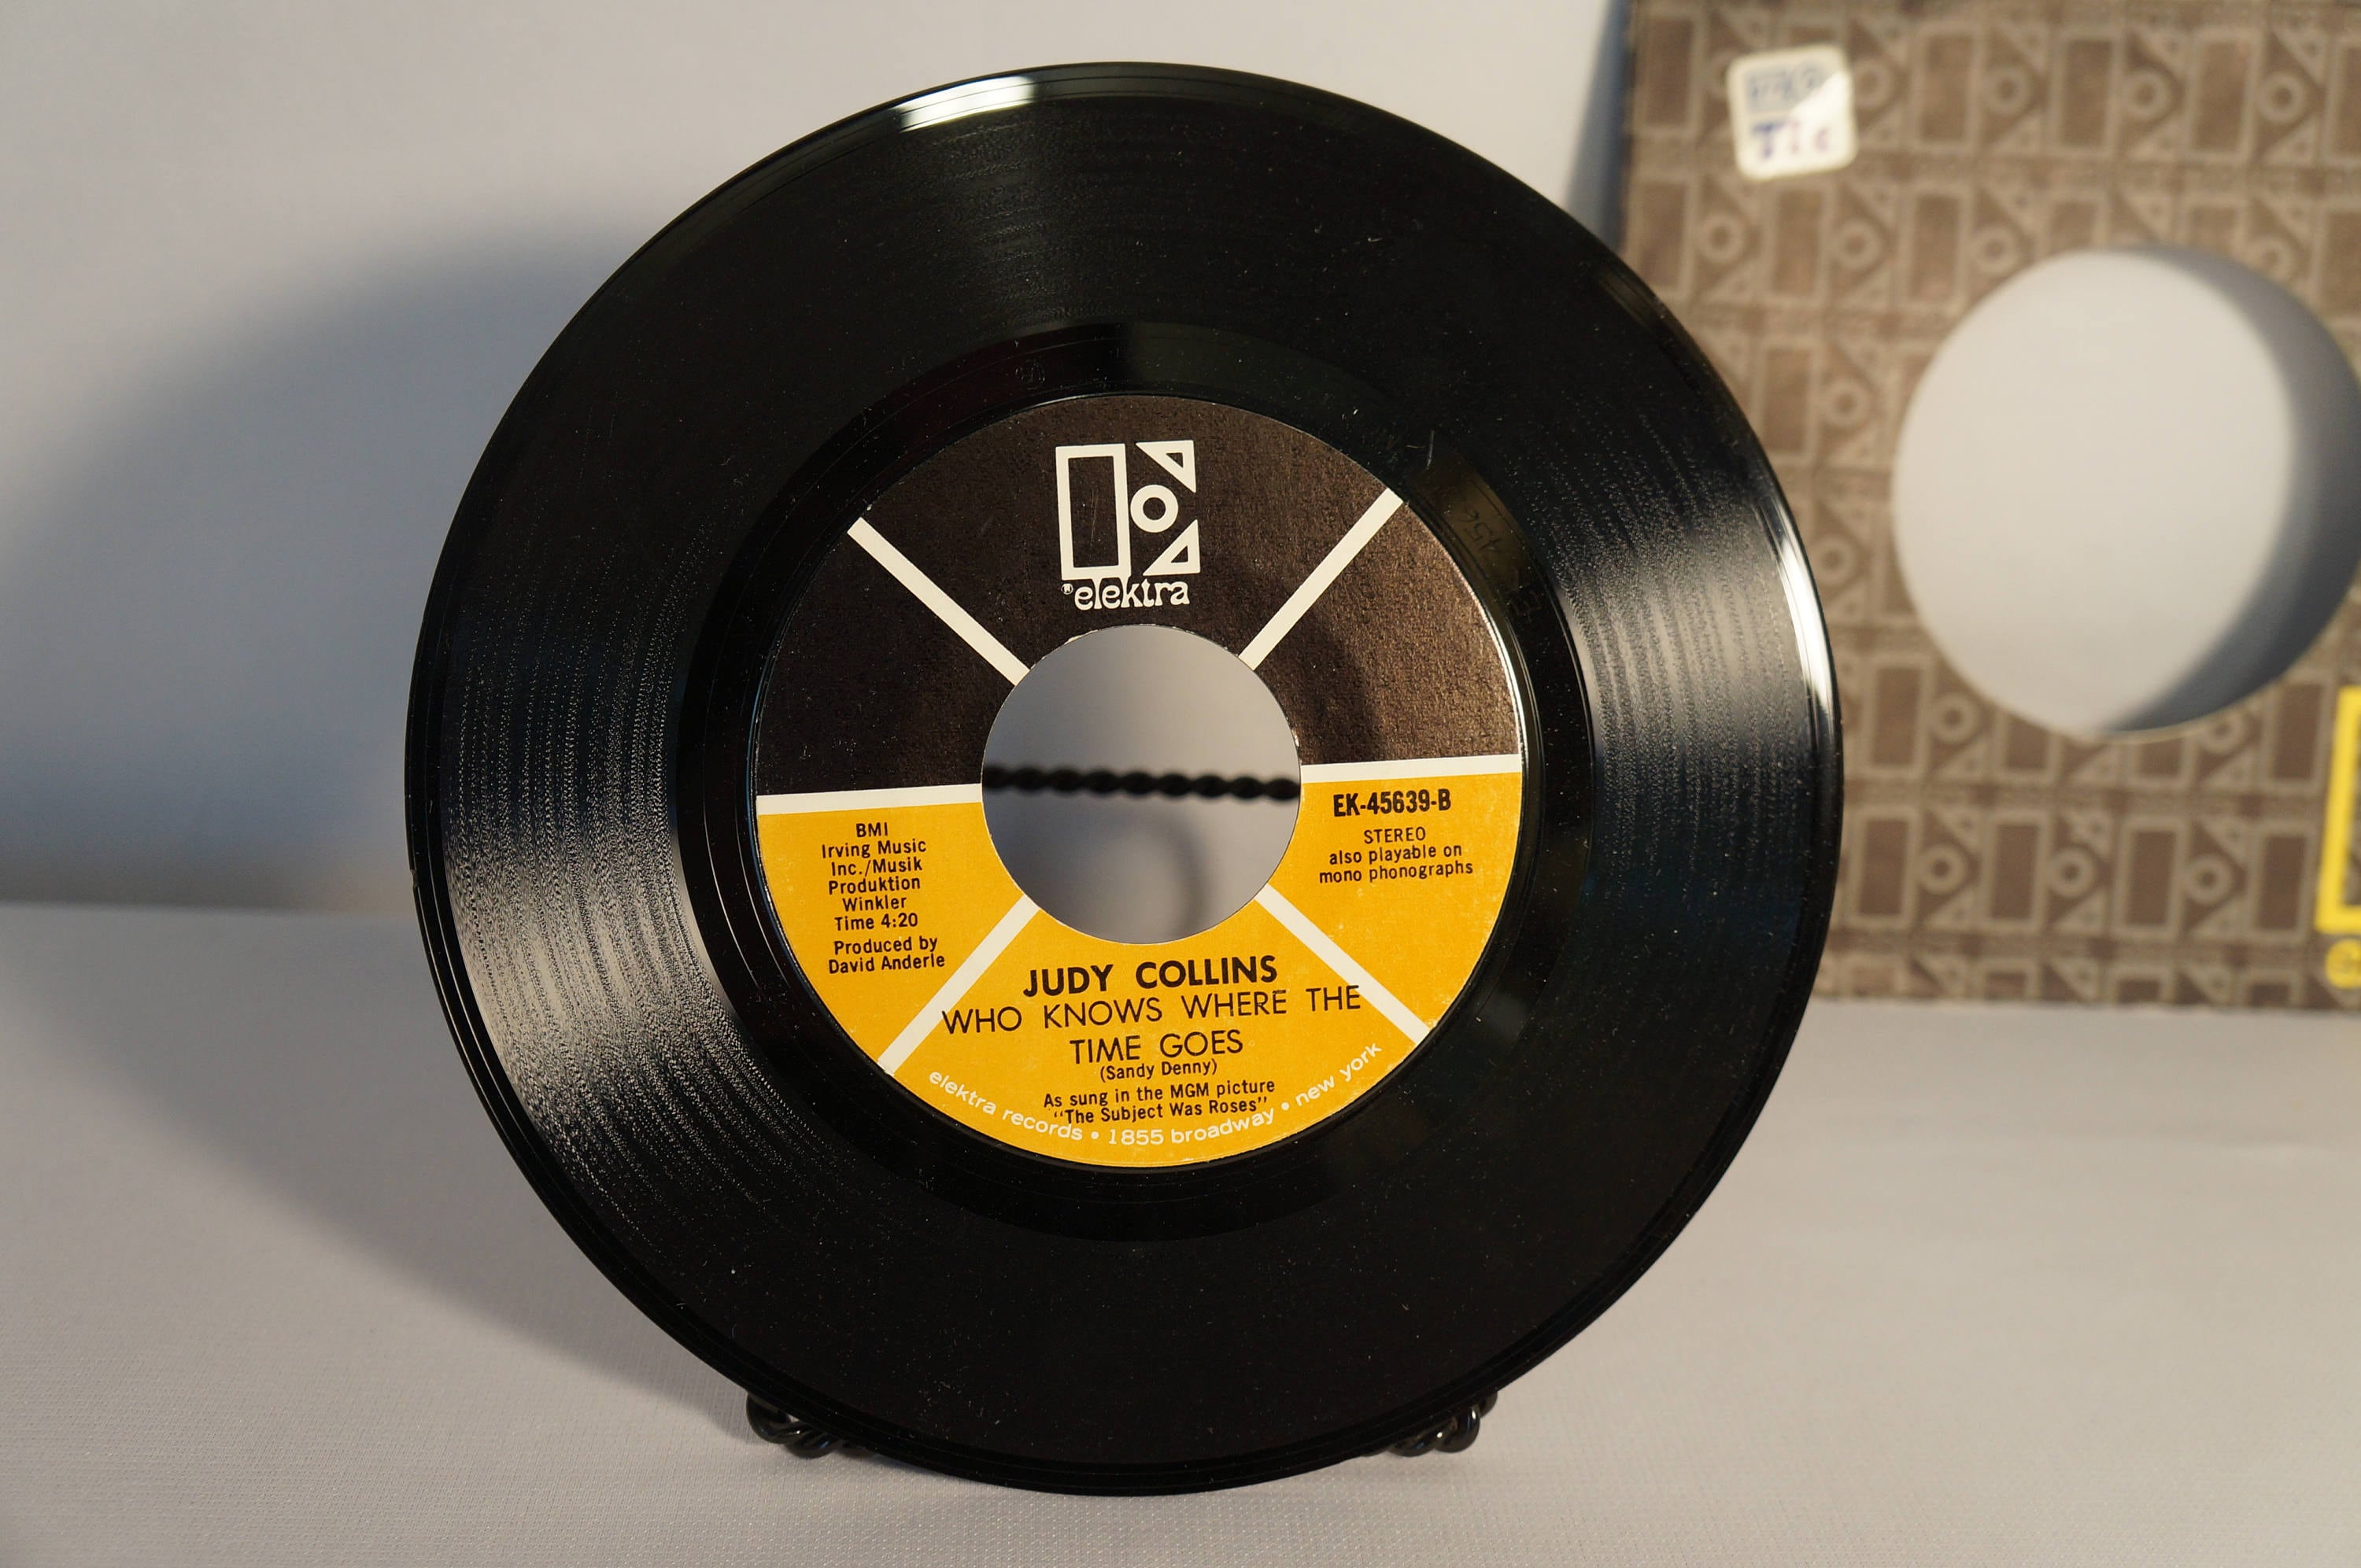 elektra
BMI
Irving Music
Inc./Musik
Produktion
Winkler
Time 4:20
Produced by
David Anderle
EK-45639-B
STEREO
also playable on
mono phonographs
JUDY COLLINS
WHO KNOWS WHERE THE
TIME GOES
(Sandy Denny)
As sung in the MGM picture
"The Subject Was Roses"
elektra records • 1855 broadway • new york